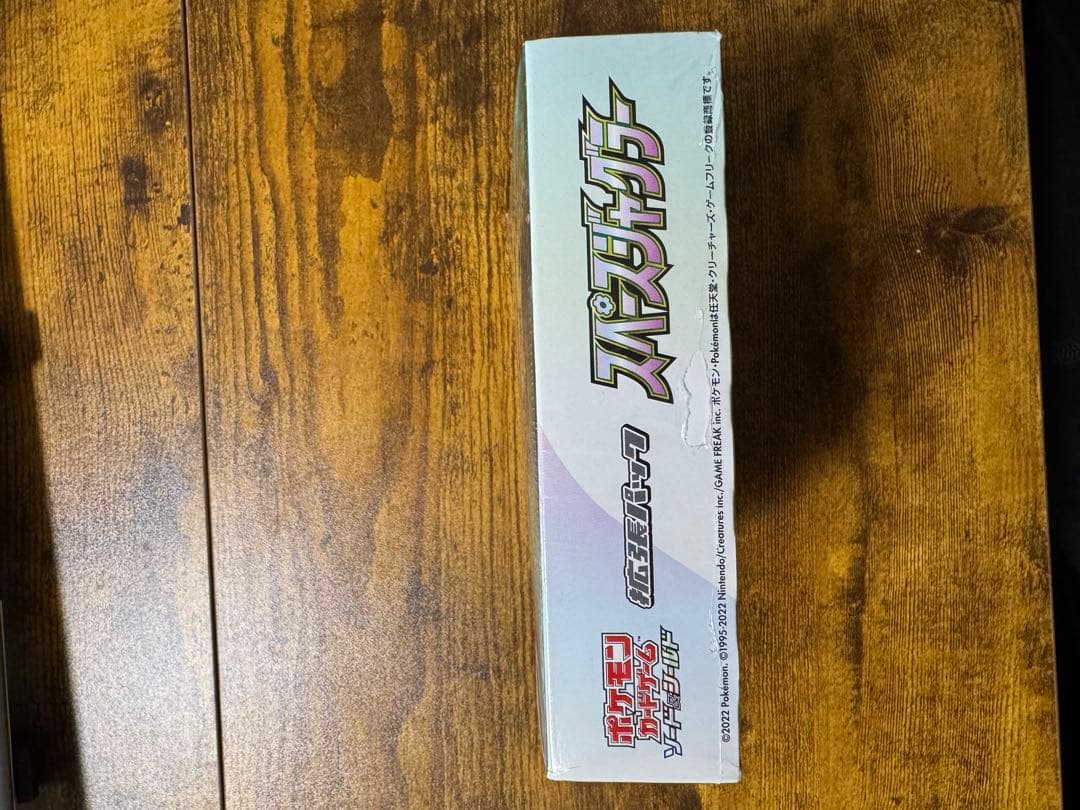 ポケモン
カードゲーム™
ソード&シールド
拡張パック
スペースジャグラー
©2022 Pokémon. ©1995-2022 Nintendo/Creatures inc./GAME FREAK inc. ポケモン・Pokémonは任天堂・クリーチャーズ・ゲームフリークの登録商標です。